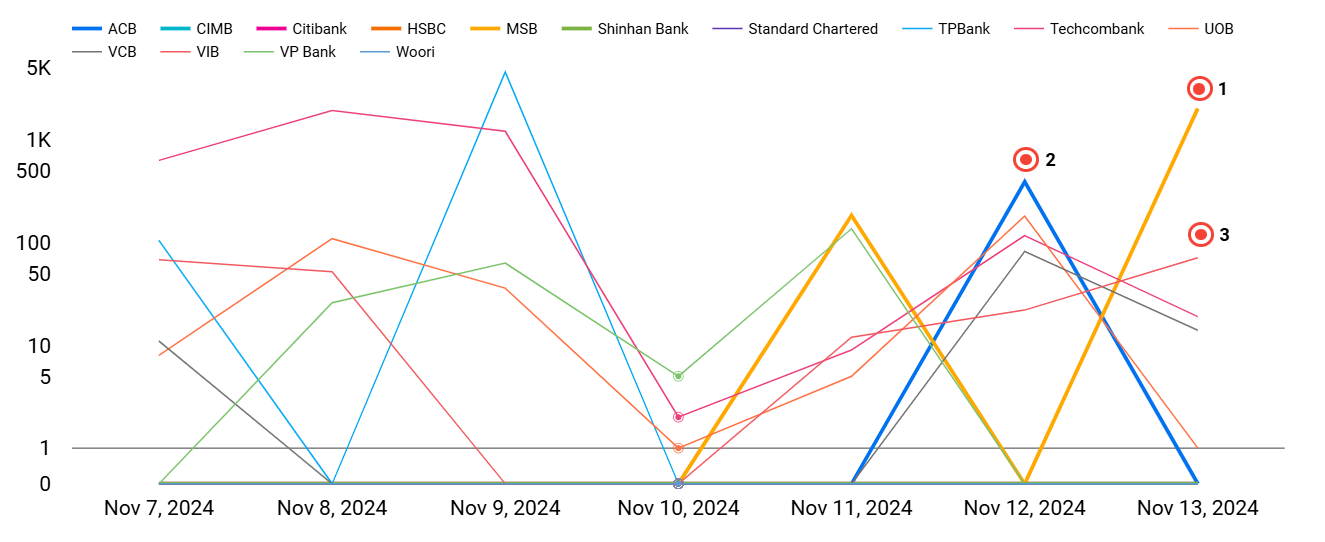 ACB CIMB Citibank HSBC MSB Shinhan Bank Standard Chartered TPBank Techcombank UOB
VCB VIB VP Bank Woori
5K
1
1K
2
500
3
100
50
10
5
1
0
Nov 7, 2024 Nov 8, 2024 Nov 9, 2024 Nov 10, 2024 Nov 11, 2024 Nov 12, 2024 Nov 13, 2024